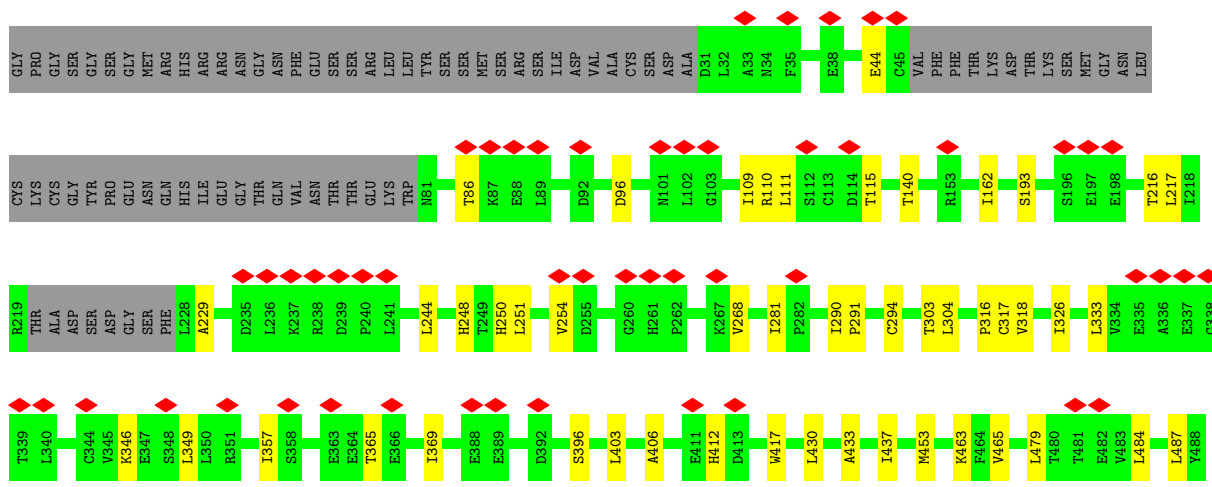 GLY PRO GLY SER GLY SER GLY MET ARG HIS ARG ARG ASN GLY ASN PHE GLU SER SER ARG LEU LEU TYR SER SER MET SER ARG SER ILE ASP VAL ALA CYS SER ASP ALA D31 L32 A33 N34 F35 E38 E44 C45 VAL PHE PHE THR LYS ASP THR LYS SER MET GLY ASN LEU
CYS LYS CYS GLY TYR PRO GLU ASN GLN HIS ILE GLU GLY THR GLN VAL ASN THR THR GLU LYS TRP N81 T86 K87 E88 L89 D92 D96 N101 L102 G103 I109 R110 L111 S112 C113 D114 T115 T140 R153 I162 S193 S196 E197 E198 T216 L217 I218
R219 THR ALA ASP SER ASP GLY SER PHE L228 A229 D235 L236 K237 R238 D239 P240 L241 L244 H248 T249 H250 L251 V254 D255 G260 H261 P262 K267 V268 I281 P282 I290 P291 C294 T303 L304 P316 C317 V318 I326 L333 V334 E335 A336 E337 G338
T339 L340 C344 V345 K346 E347 S348 L349 L350 R351 I357 S358 E363 E364 T365 E366 I369 E388 E389 D392 S396 L403 A406 E411 H412 D413 W417 L430 A433 I437 M453 K463 F464 V465 L479 T480 T481 E482 V483 L484 L487 Y488